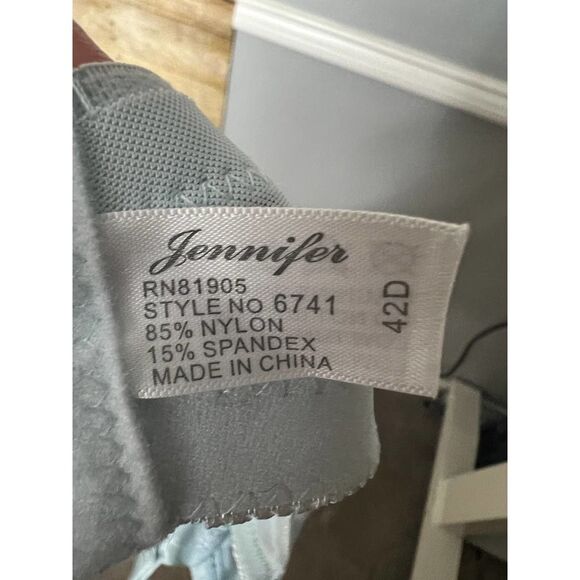 Jennifer
RN81905
STYLE NO 6741
85% NYLON
15% SPANDEX
MADE IN CHINA
42D